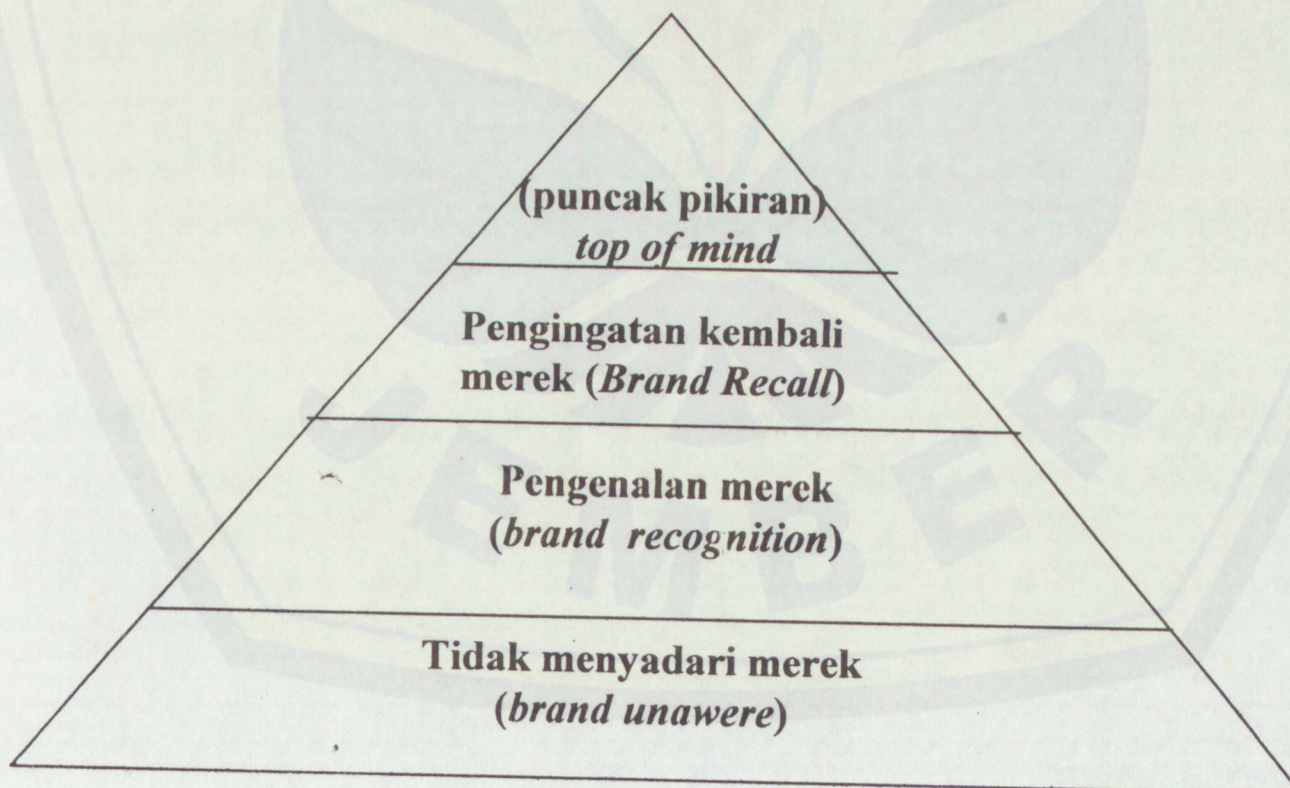 (puncak pikiran)
top of mind
Pengingatan kembali
merek (Brand Recall)
Pengenalan merek
(brand recognition)
Tidak menyadari merek
(brand unawere)
JEMBER